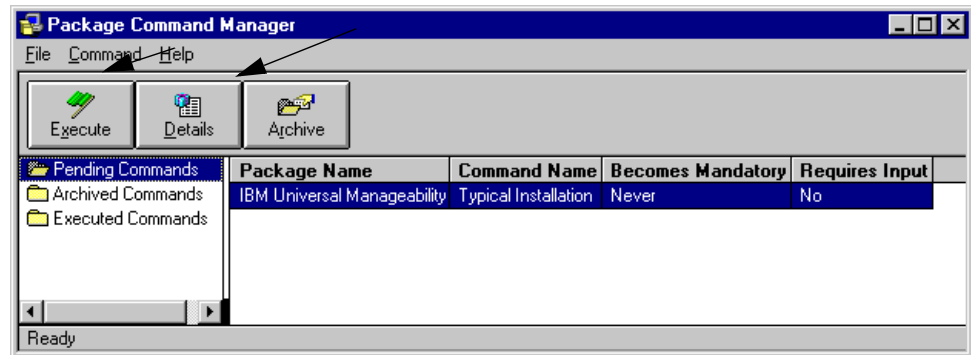 Package Command Manager
File Command Help
Execute Details Archive
Pending Commands
Archived Commands
Executed Commands
Package Name Command Name Becomes Mandatory Requires Input
IBM Universal Manageability Typical Installation Never No
Ready